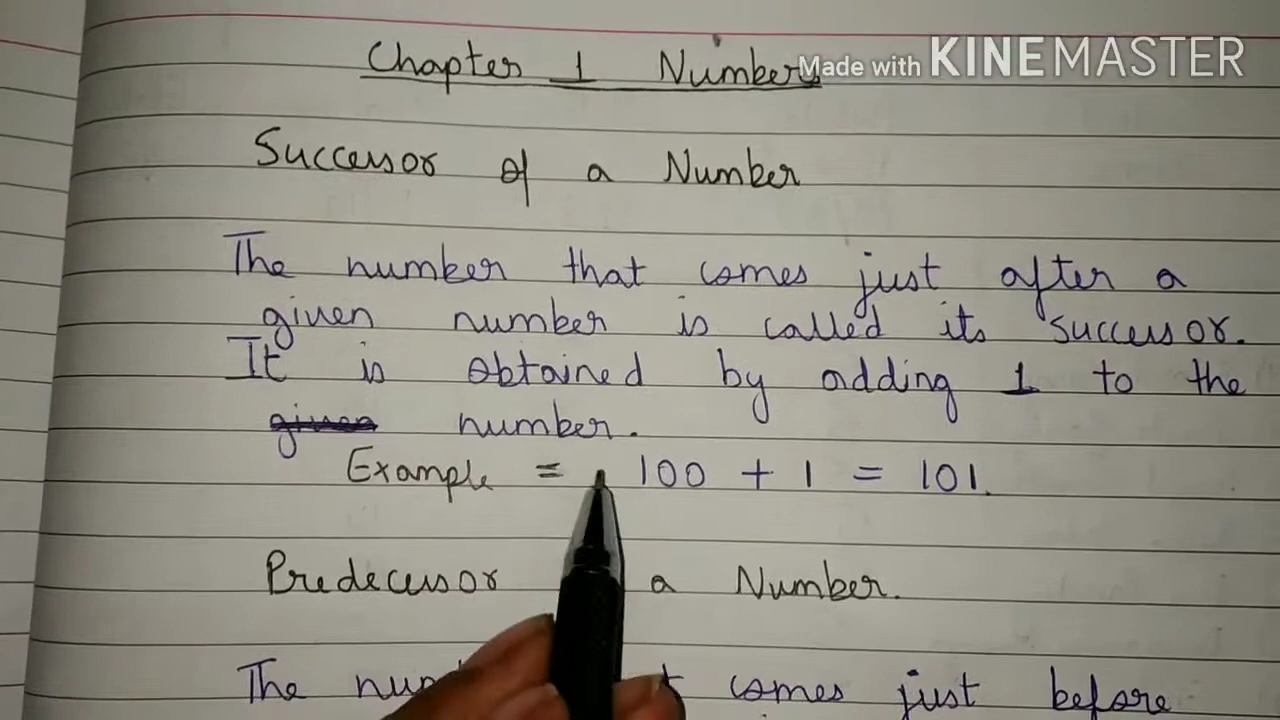 Chapter 1 Numbers
Made with KINEMASTER
Successor of a Number
The number that comes just after a
given number is called its successor.
It is obtained by adding 1 to the
given number.
Example = 100 + 1 = 101.
Predecessor a Number.
The comes just before